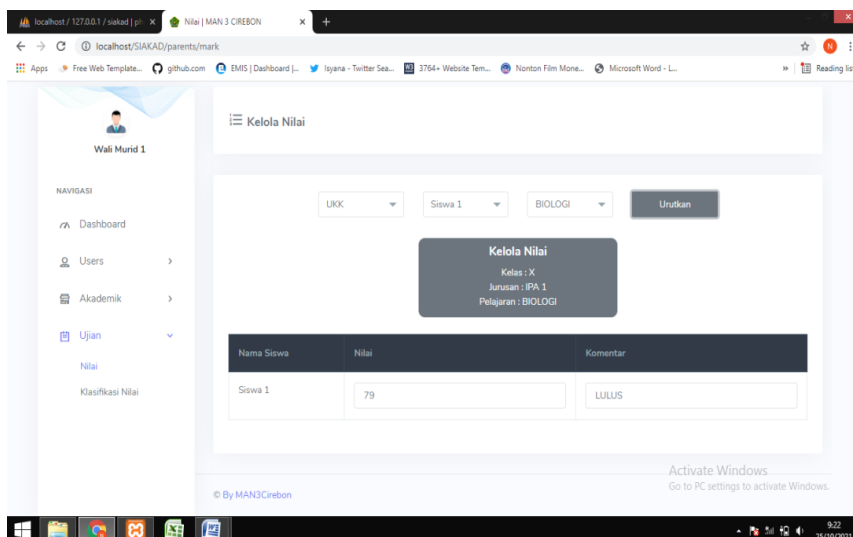 localhost / 127.0.0.1 / siakad | ph
Nilai | MAN 3 CIREBON
localhost/SIAKAD/parents/mark
N
Apps
Free Web Template...
github.com
EMIS | Dashboard |...
Isyana - Twitter Sea...
3764+ Website Tem...
Nonton Film Mone...
Microsoft Word - L...
»
Reading lis
Wali Murid 1
Kelola Nilai
NAVIGASI
Dashboard
Users
Akademik
Ujian
Nilai
Klasifikasi Nilai
UKK
Siswa 1
BIOLOGI
Urutkan
Kelola Nilai
Kelas : X
Jurusan : IPA 1
Pelajaran : BIOLOGI
Nama Siswa Nilai Komentar
Siswa 1 79 LULUS
Activate Windows
Go to PC settings to activate Windows.
© By MAN3Cirebon
9:22
25/10/2021